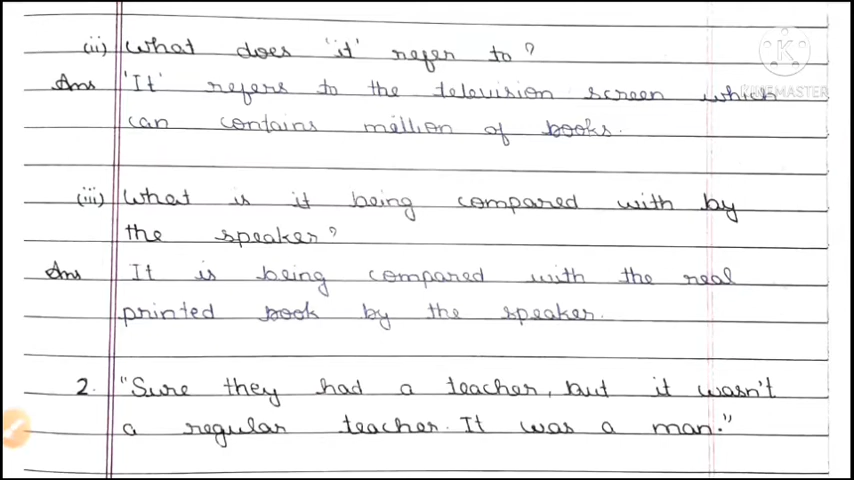 (ii) What does 'it' refer to?
Ans 'It' refers to the television screen which
can contains million of books.
(iii) What is it being compared with by
the speaker?
Ans It is being compared with the real
printed book by the speaker.
2. "Sure they had a teacher, but it wasn't
a regular teacher. It was a man."
K
KINEMASTER